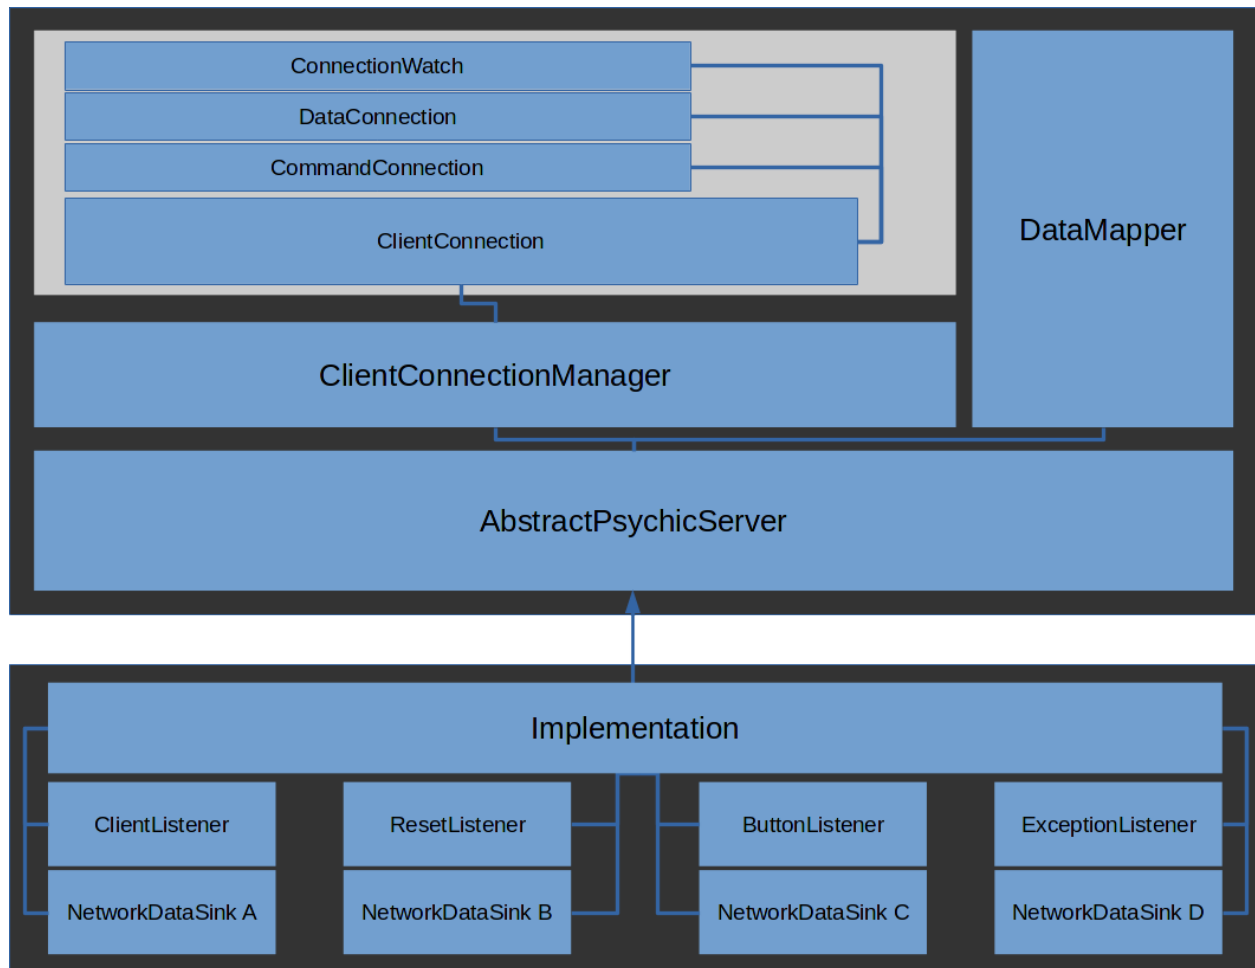 ConnectionWatch
DataConnection
CommandConnection
ClientConnection
DataMapper
ClientConnectionManager
AbstractPsychicServer
Implementation
ClientListener
ResetListener
ButtonListener
ExceptionListener
NetworkDataSink A
NetworkDataSink B
NetworkDataSink C
NetworkDataSink D